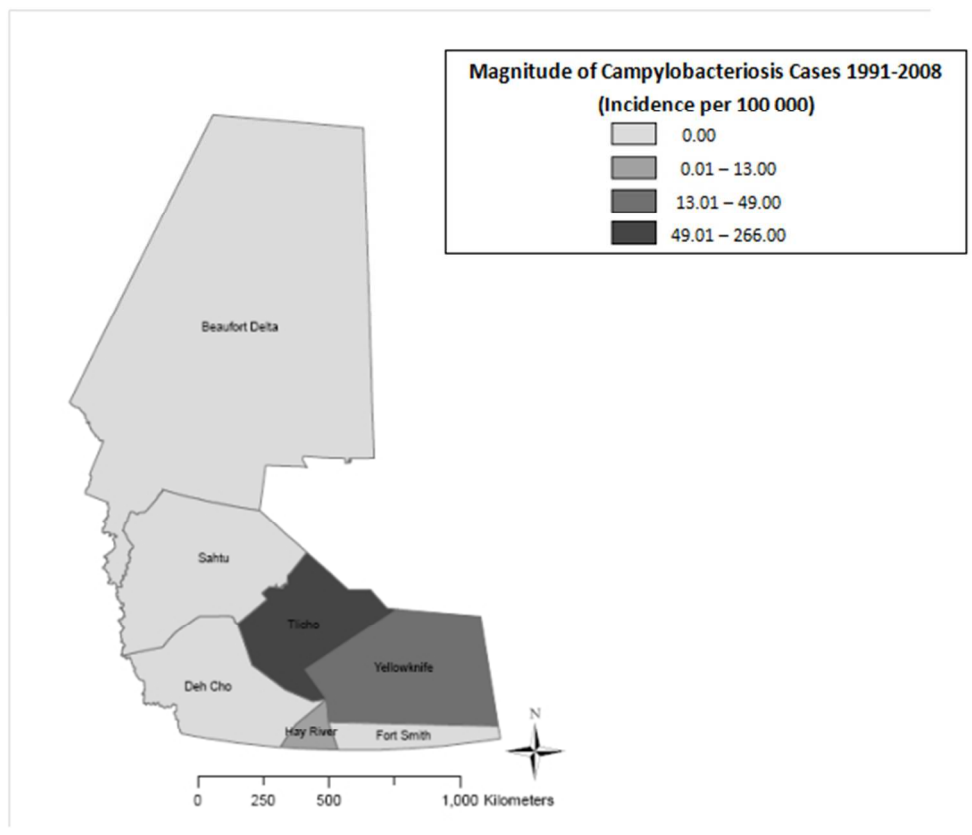 Magnitude of Campylobacteriosis Cases 1991-2008
(Incidence per 100 000)
0.00
0.01 – 13.00
13.01 – 49.00
49.01 – 266.00
Beaufort Delta
Sahtu
Tlicho
Yellowknife
Deh Cho
Hay River
Fort Smith
N
0 250 500 1,000 Kilometers